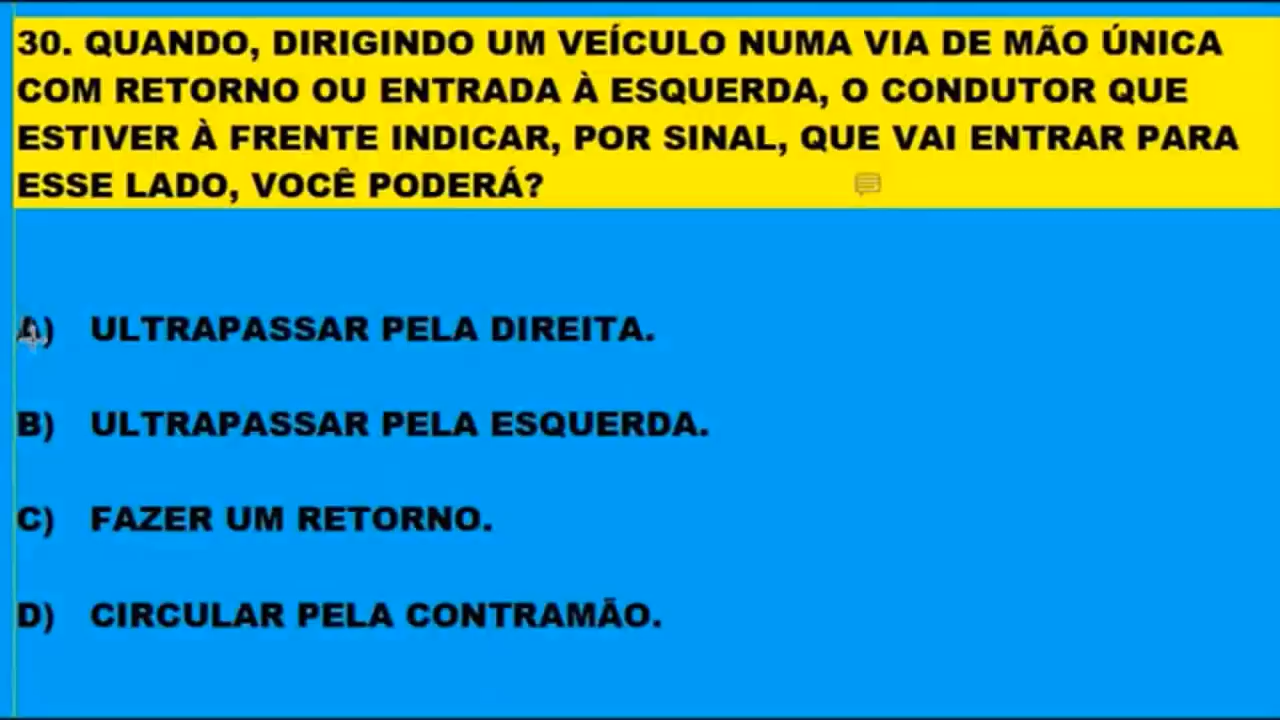 30. QUANDO, DIRIGINDO UM VEÍCULO NUMA VIA DE MÃO ÚNICA
COM RETORNO OU ENTRADA À ESQUERDA, O CONDUTOR QUE
ESTIVER À FRENTE INDICAR, POR SINAL, QUE VAI ENTRAR PARA
ESSE LADO, VOCÊ PODERÁ?
A) ULTRAPASSAR PELA DIREITA.
B) ULTRAPASSAR PELA ESQUERDA.
C) FAZER UM RETORNO.
D) CIRCULAR PELA CONTRAMÃO.